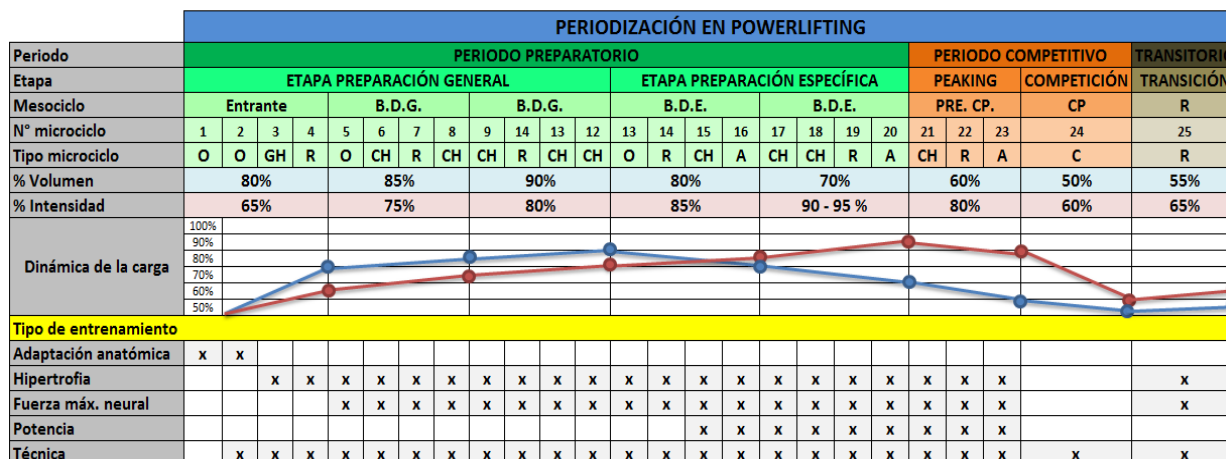 PERIODIZACIÓN EN POWERLIFTING
Periodo PERIODO PREPARATORIO PERIODO COMPETITIVO TRANSITORIO
Etapa ETAPA PREPARACIÓN GENERAL ETAPA PREPARACIÓN ESPECÍFICA PEAKING COMPETICIÓN TRANSICIÓN
Mesociclo Entrante B.D.G. B.D.G. B.D.E. B.D.E. PRE. CP. CP R
N° microciclo 1 2 3 4 5 6 7 8 9 14 13 12 13 14 15 16 17 18 19 20 21 22 23 24 25
Tipo microciclo O O GH R O CH R CH CH R CH CH O R CH A CH CH R A CH R A C R
% Volumen 80% 85% 90% 80% 70% 60% 50% 55%
% Intensidad 65% 75% 80% 85% 90 - 95 % 80% 60% 65%
Dinámica de la carga
100%
90%
80%
70%
60%
50%
Tipo de entrenamiento
Adaptación anatómica x x
Hipertrofia x x x x x x x x x x x x x x x x x x x x x x
Fuerza máx. neural x x x x x x x x x x x x x x x x x x x x
Potencia x x x x x x x x x
Técnica x x x x x x x x x x x x x x x x x x x x x x x x